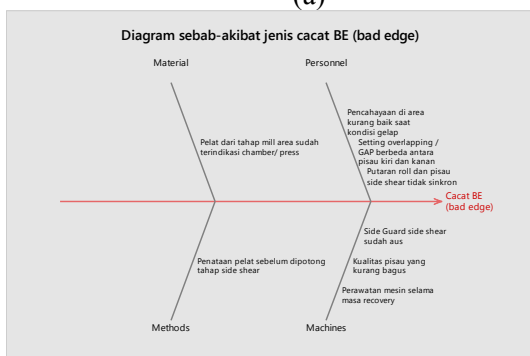 (a)
Diagram sebab-akibat jenis cacat BE (bad edge)
Material
Personnel
Pencahayaan di area
kurang baik saat
kondisi gelap
Pelat dari tahap mill area sudah
terindikasi chamber/ press
Setting overlapping /
GAP berbeda antara
pisau kiri dan kanan
Putaran roll dan pisau
side shear tidak sinkron
Cacat BE
(bad edge)
Side Guard side shear
sudah aus
Penataan pelat sebelum dipotong
tahap side shear
Kualitas pisau yang
kurang bagus
Perawatan mesin selama
masa recovery
Methods
Machines